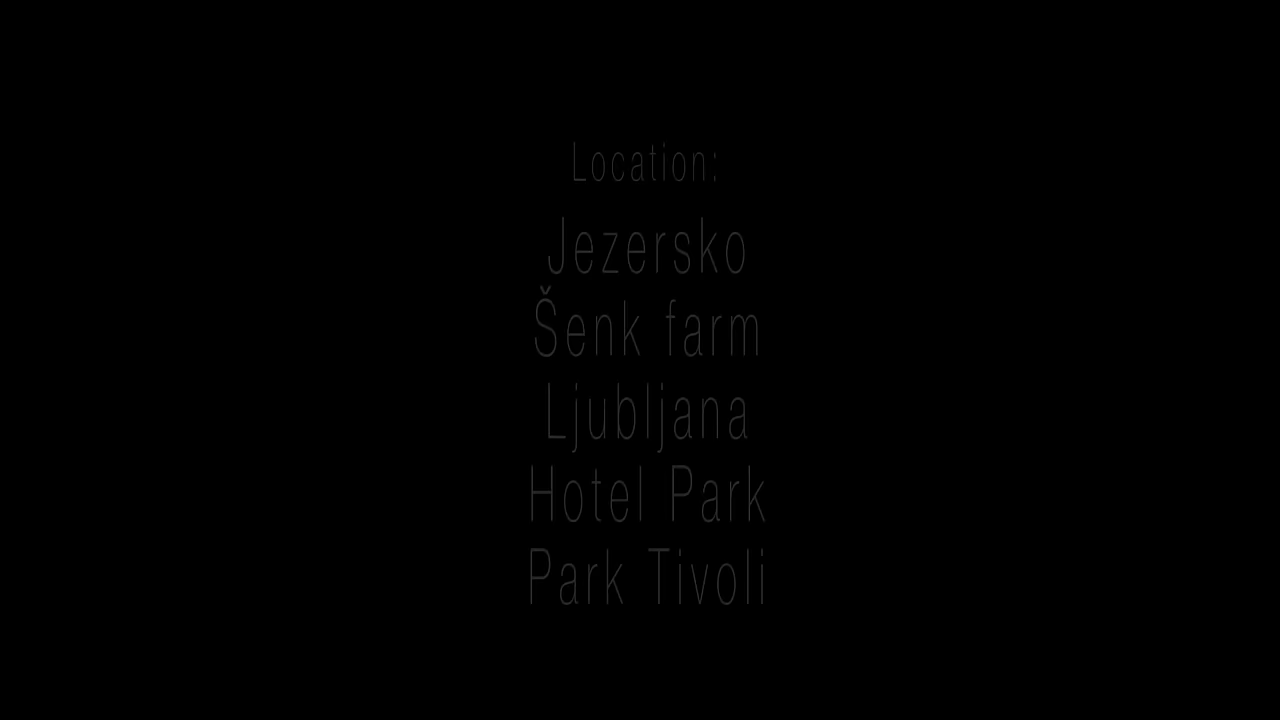 Location:
Jezersko
Šenk farm
Ljubljana
Hotel Park
Park Tivoli